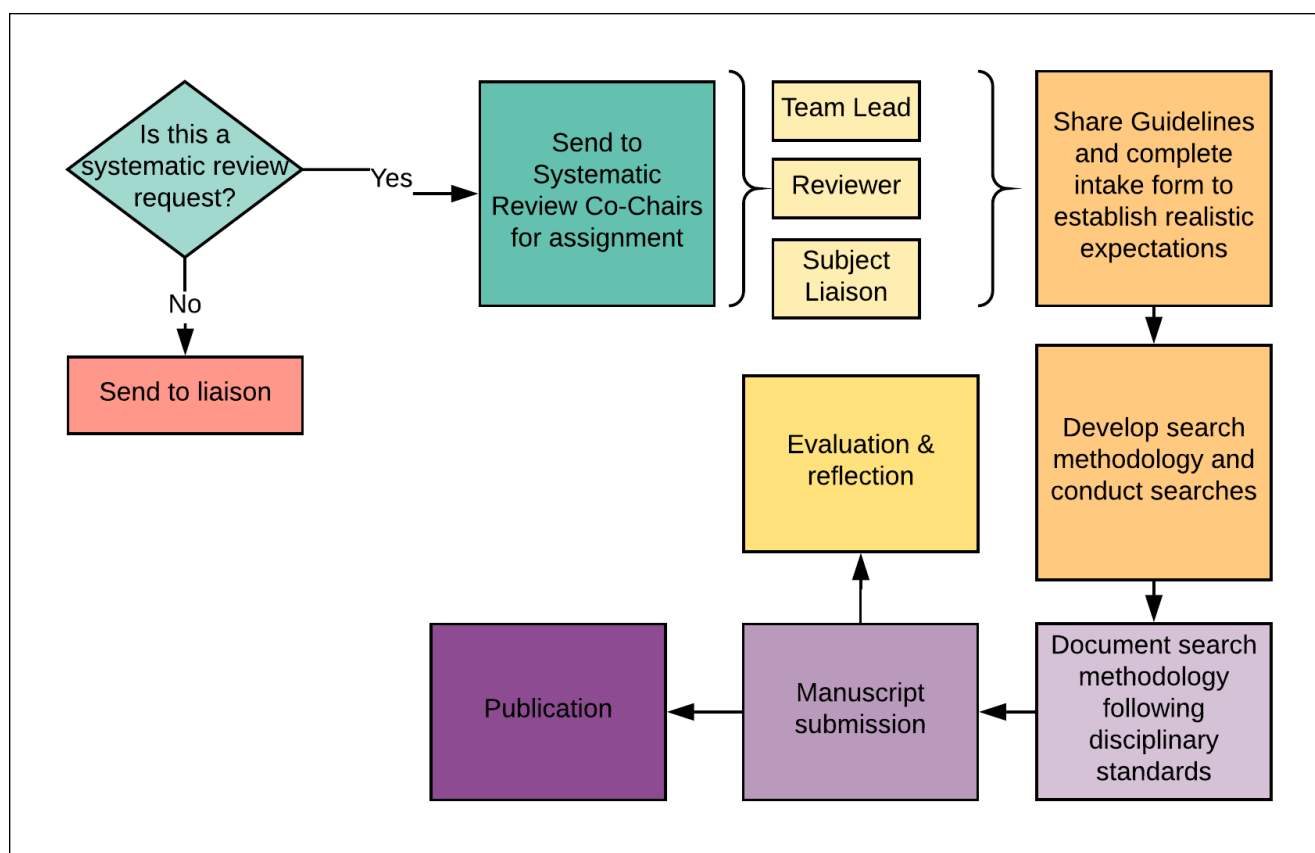 Is this a
systematic review
request?
Yes
No
Send to liaison
Send to
Systematic
Review Co-Chairs
for assignment
Team Lead
Reviewer
Subject
Liaison
Share Guidelines
and complete
intake form to
establish realistic
expectations
Develop search
methodology and
conduct searches
Document search
methodology
following
disciplinary
standards
Manuscript
submission
Evaluation &
reflection
Publication